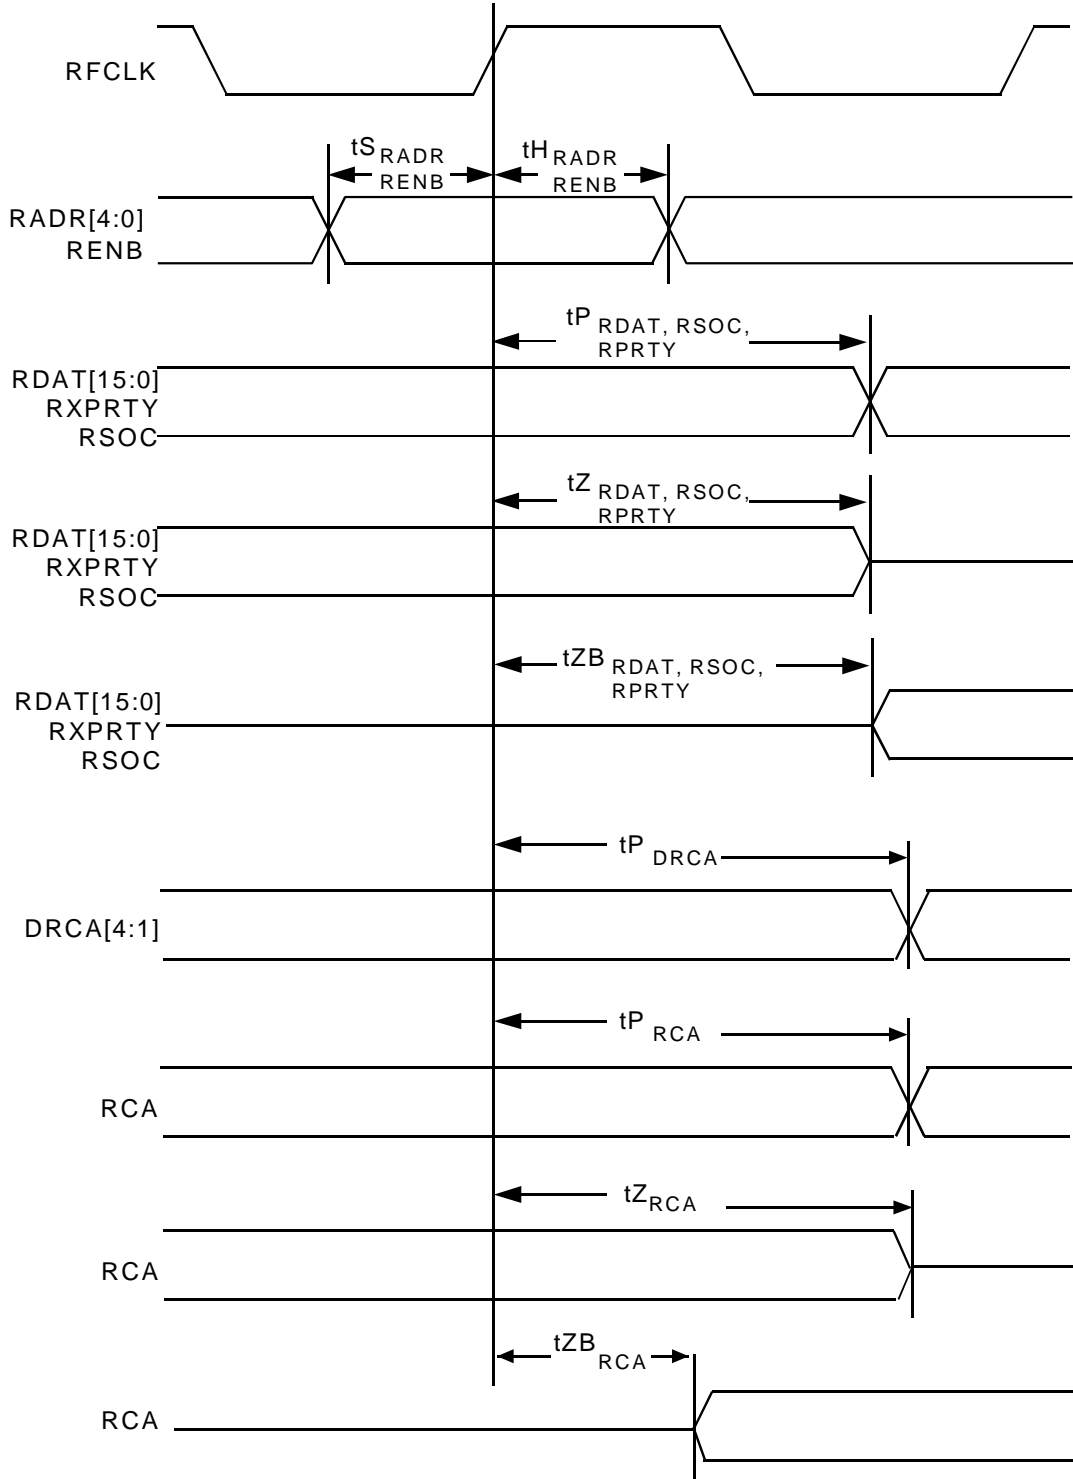 RFCLK
tS RADR
RENB
tH RADR
RENB
RADR[4:0]
RENB
tP RDAT, RSOC,
RPRTY
RDAT[15:0]
RXPRTY
RSOC
tZ RDAT, RSOC,
RPRTY
RDAT[15:0]
RXPRTY
RSOC
tZB RDAT, RSOC,
RPRTY
RDAT[15:0]
RXPRTY
RSOC
tP DRCA
DRCA[4:1]
tP RCA
RCA
tZ RCA
RCA
tZB RCA
RCA